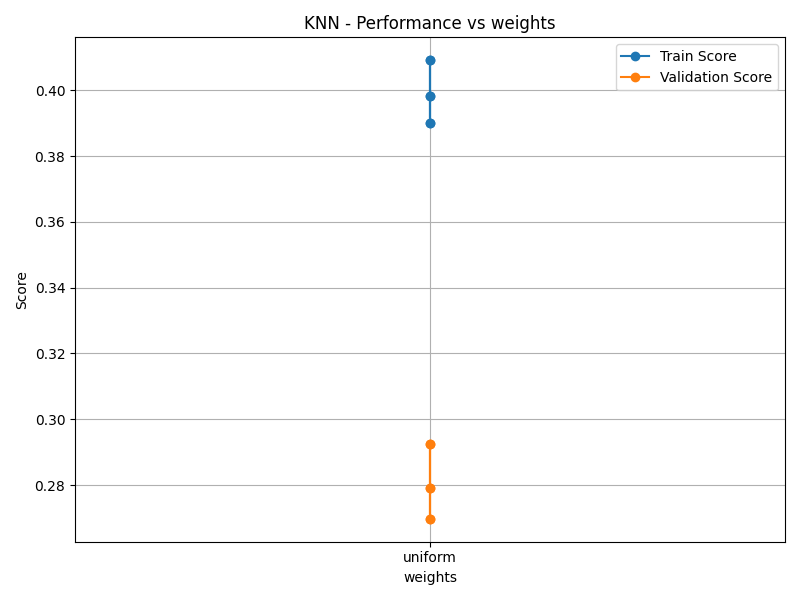 KNN - Performance vs weights
Train Score
Validation Score
0.40
0.38
0.36
0.34
0.32
0.30
0.28
Score
uniform
weights